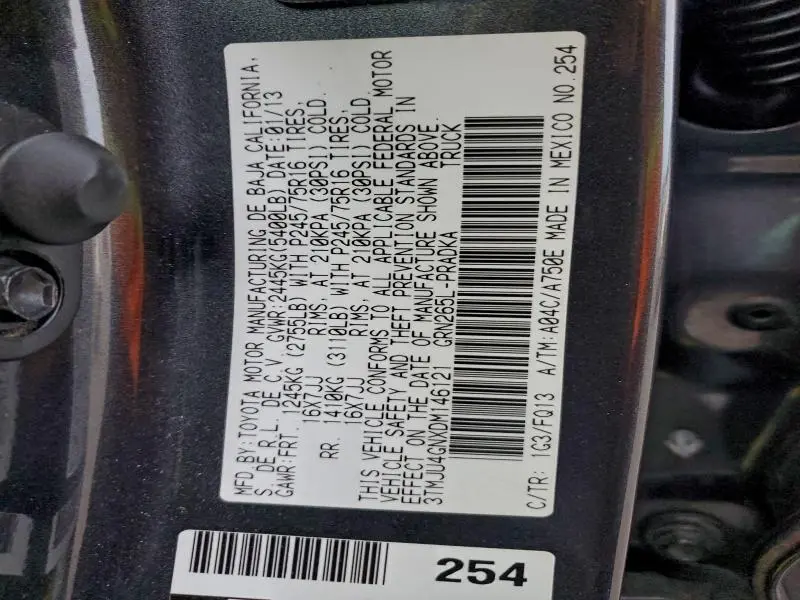 MFD.BY:TOYOTA MOTOR MANUFACTURING DE BAJA CALIFORNIA,
S. DE R.L. DE C.V. GVWR:2445KG(5400LB) DATE:01/13
GAWR:FRT. 1245KG (2755LB) WITH P245/75R16 TIRES,
16X7JJ RIMS, AT 210KPA (30PSI) COLD.
RR. 1410KG (3110LB) WITH P245/75R16 TIRES,
16X7JJ RIMS, AT 210KPA (30PSI) COLD.
THIS VEHICLE CONFORMS TO ALL APPLICABLE FEDERAL MOTOR
VEHICLE SAFETY AND THEFT PREVENTION STANDARDS IN
EFFECT ON THE DATE OF MANUFACTURE SHOWN ABOVE.
3TMJU4GNXDM146121 GRN265L-PRADKA TRUCK
C/TR: 1G3/FQ13 A/TM:A04C/A750E MADE IN MEXICO NO.254
254